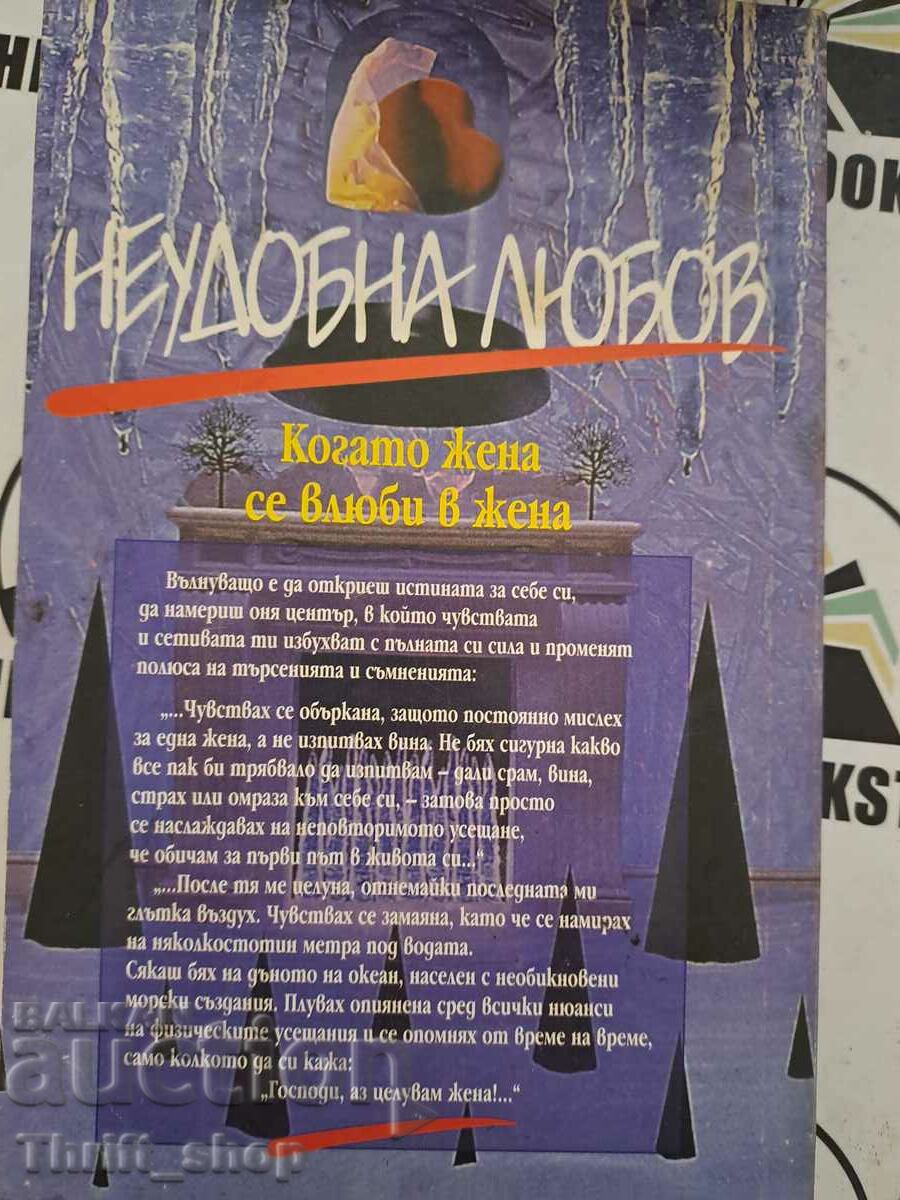 НЕУДОБНА ЛЮБОВ
Когато жена
се влюби в жена
Вълнуващо е да откриеш истината за себе си,
да намериш оня център, в който чувствата
и сетивата ти избухват с пълната си сила и променят
полюса на търсенията и съмненията:
„...Чувствах се объркана, защото постоянно мислех
за една жена, а не изпитвах вина. Не бях сигурна какво
все пак би трябвало да изпитвам – дали срам, вина,
страх или омраза към себе си, – затова просто
се наслаждавах на неповторимото усещане,
че обичам за първи път в живота си...“
„...После тя ме целуна, отнемайки последната ми
глътка въздух. Чувствах се замаяна, като че се намирах
на няколкостотин метра под водата.
Сякаш бях на дъното на океан, населен с необикновени
морски създания. Плувах опиянена сред всички нюанси
на физическите усещания и се опомнях от време на време,
само колкото да си кажа:
„Господи, аз целувам жена!...“
BALKAN
auction
Thrift_shop